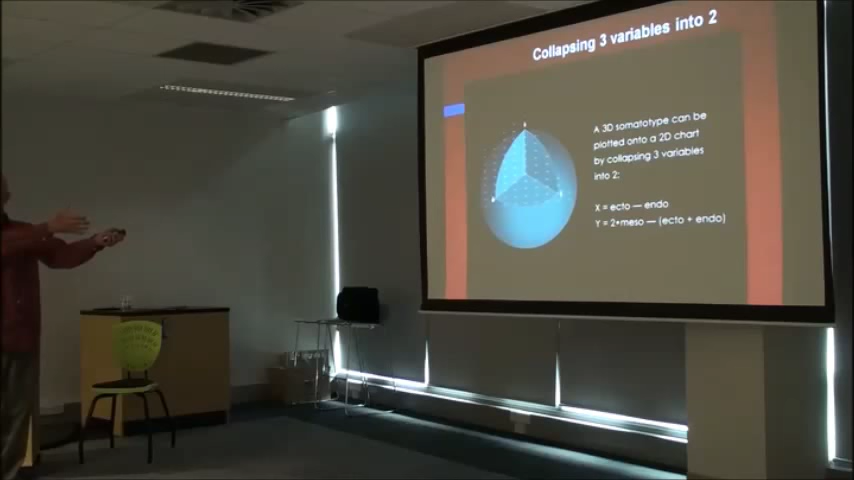 Collapsing 3 variables into 2
A 3D somatotype can be
plotted onto a 2D chart
by collapsing 3 variables
into 2:
X = ecto — endo
Y = 2*meso — (ecto + endo)